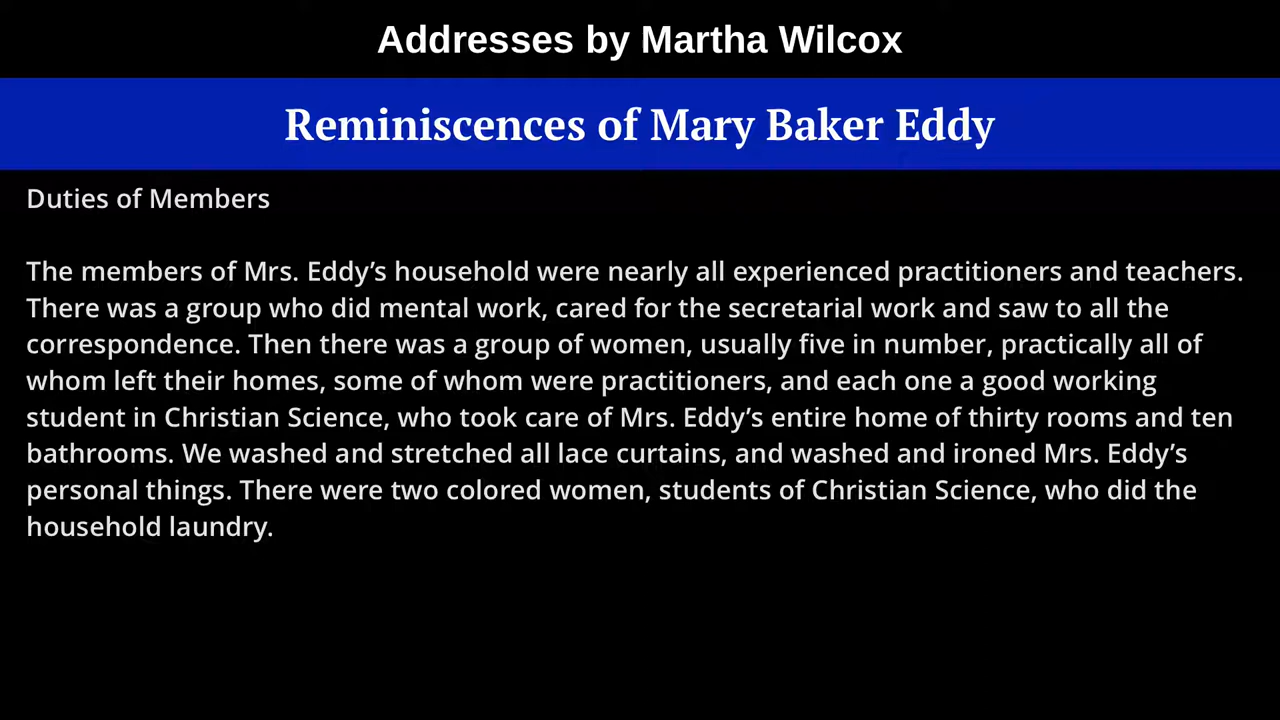 Addresses by Martha Wilcox
Reminiscences of Mary Baker Eddy
Duties of Members
The members of Mrs. Eddy’s household were nearly all experienced practitioners and teachers.
There was a group who did mental work, cared for the secretarial work and saw to all the
correspondence. Then there was a group of women, usually five in number, practically all of
whom left their homes, some of whom were practitioners, and each one a good working
student in Christian Science, who took care of Mrs. Eddy’s entire home of thirty rooms and ten
bathrooms. We washed and stretched all lace curtains, and washed and ironed Mrs. Eddy’s
personal things. There were two colored women, students of Christian Science, who did the
household laundry.